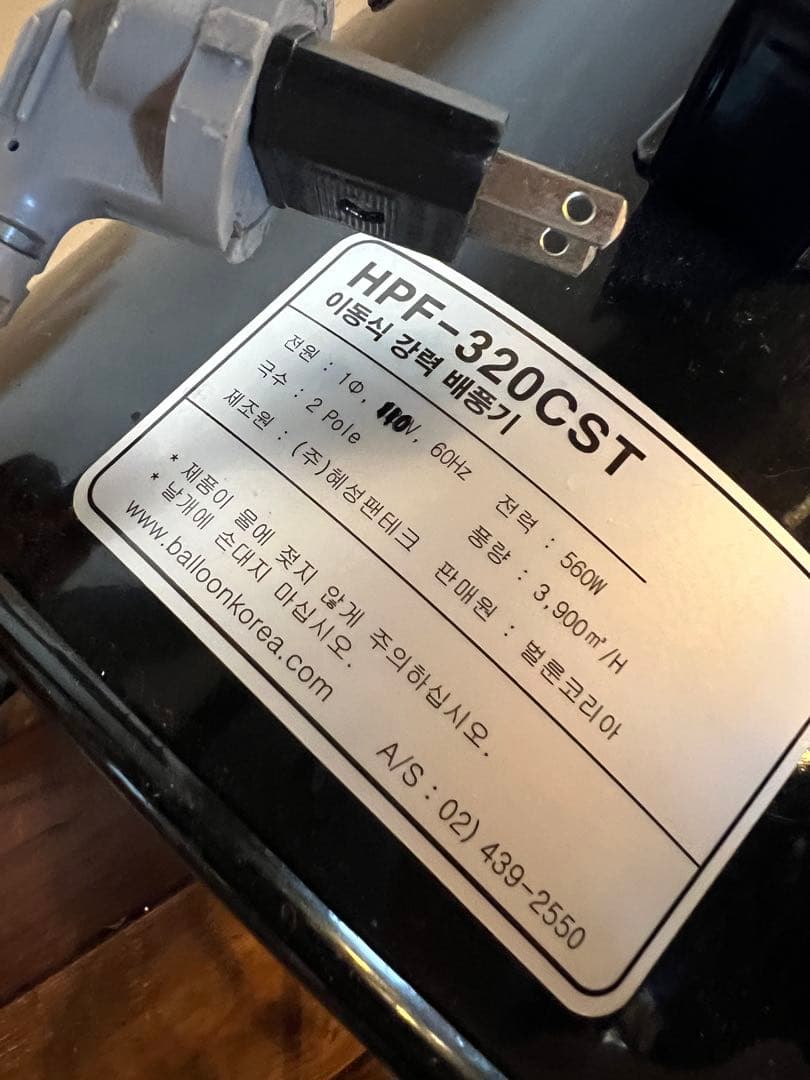 HPF-320CST
이동식 강력 배풍기
전원 : 1Φ, 110V, 60Hz 전력 : 560W
극수 : 2 Pole 풍량 : 3,900㎥/H
제조원 : (주)혜성팬테크 판매원 : 벌룬코리아
* 제품이 물에 젖지 않게 주의하십시오.
* 날개에 손대지 마십시오.
www.balloonkorea.com A/S : 02) 439-2550